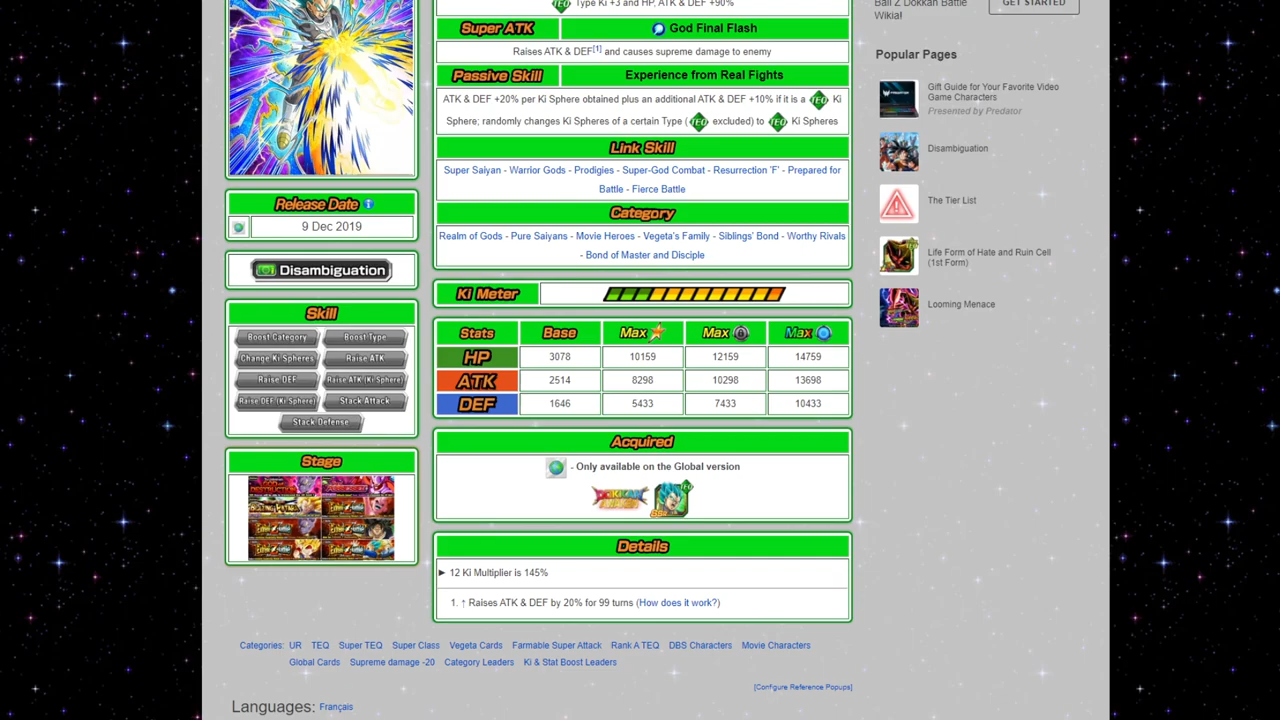 Ball Z Dokkan Battle
Wikia!
GET STARTED
Type Ki +3 and HP, ATK & DEF +90%
Super ATK
God Final Flash
Raises ATK & DEF[1] and causes supreme damage to enemy
Passive Skill
Experience from Real Fights
ATK & DEF +20% per Ki Sphere obtained plus an additional ATK & DEF +10% if it is a TEQ Ki
Sphere; randomly changes Ki Spheres of a certain Type (TEQ excluded) to TEQ Ki Spheres
Link Skill
Super Saiyan - Warrior Gods - Prodigies - Super-God Combat - Resurrection 'F' - Prepared for
Battle - Fierce Battle
Category
Realm of Gods - Pure Saiyans - Movie Heroes - Vegeta's Family - Siblings' Bond - Worthy Rivals
- Bond of Master and Disciple
Ki Meter
Stats Base Max Max Max
HP 3078 10159 12159 14759
ATK 2514 8298 10298 13698
DEF 1646 5433 7433 10433
Acquired
- Only available on the Global version
Details
► 12 Ki Multiplier is 145%
1. ↑ Raises ATK & DEF by 20% for 99 turns (How does it work?)
Release Date
9 Dec 2019
Disambiguation
Skill
Boost Category
Boost Type
Change Ki Spheres
Raise ATK
Raise DEF
Raise ATK (Ki Sphere)
Raise DEF (Ki Sphere)
Stack Attack
Stack Defense
Stage
Popular Pages
Gift Guide for Your Favorite Video
Game Characters
Presented by Predator
Disambiguation
The Tier List
Life Form of Hate and Ruin Cell
(1st Form)
Looming Menace
Categories: UR TEQ Super TEQ Super Class Vegeta Cards Farmable Super Attack Rank A TEQ DBS Characters Movie Characters
Global Cards Supreme damage -20 Category Leaders Ki & Stat Boost Leaders
[Configure Reference Popups]
Languages: Français